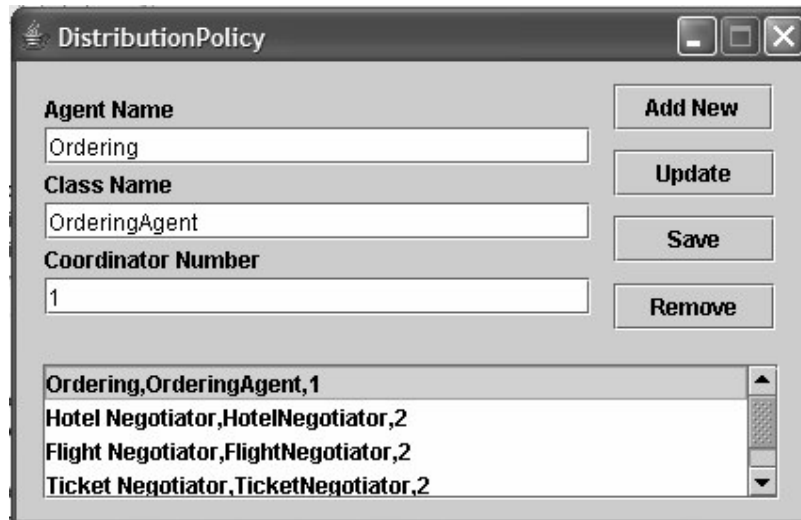 DistributionPolicy
Agent Name
Ordering
Class Name
OrderingAgent
Coordinator Number
1
Add New
Update
Save
Remove
Ordering,OrderingAgent,1
Hotel Negotiator,HotelNegotiator,2
Flight Negotiator,FlightNegotiator,2
Ticket Negotiator,TicketNegotiator,2